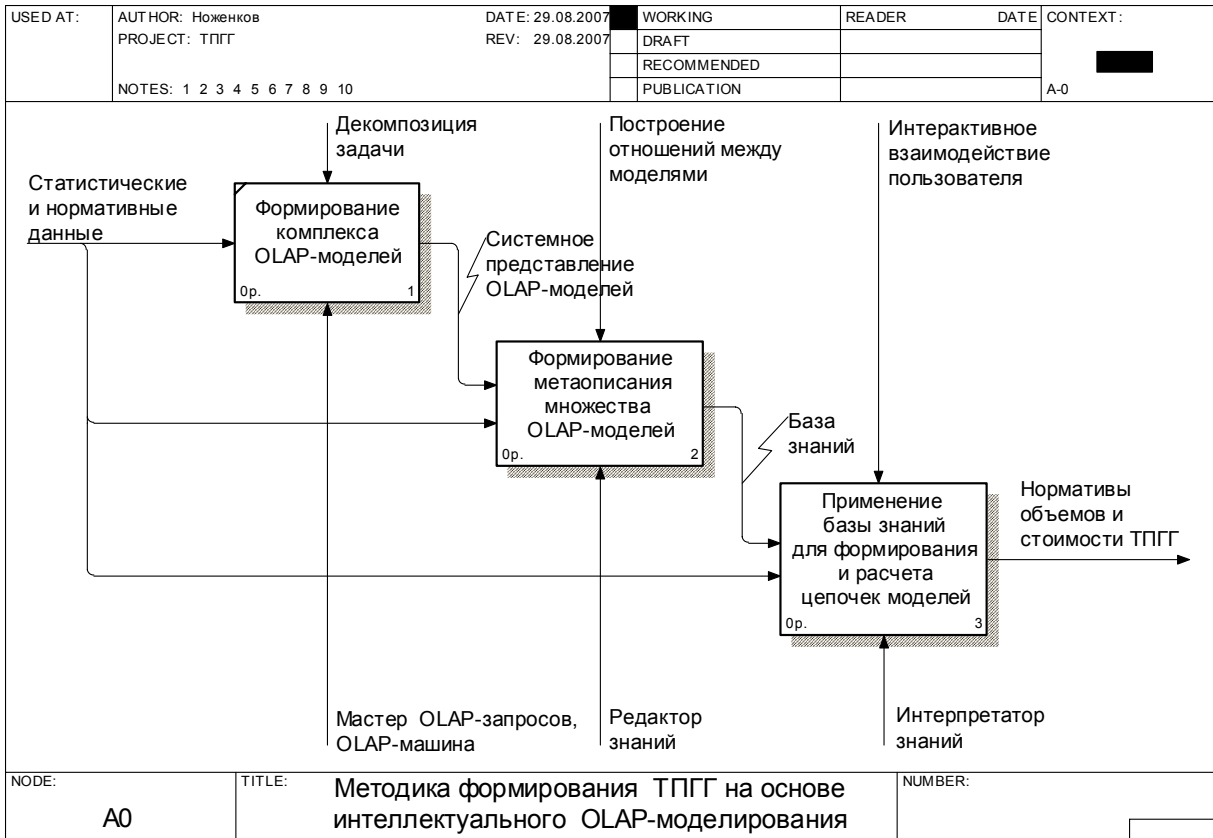 USED AT:
AUTHOR: Ноженков
DATE: 29.08.2007
WORKING
READER
DATE
CONTEXT:
PROJECT: ТПГГ
REV: 29.08.2007
DRAFT
RECOMMENDED
NOTES: 1 2 3 4 5 6 7 8 9 10
PUBLICATION
A-0
Декомпозиция
задачи
Построение
отношений между
моделями
Интерактивное
взаимодействие
пользователя
Статистические
и нормативные
данные
Формирование
комплекса
OLAP-моделей
0р.
1
Системное
представление
OLAP-моделей
Формирование
метаописания
множества
OLAP-моделей
0р.
2
База
знаний
Применение
базы знаний
для формирования
и расчета
цепочек моделей
0р.
3
Нормативы
объемов и
стоимости ТПГГ
Мастер OLAP-запросов,
OLAP-машина
Редактор
знаний
Интерпретатор
знаний
NODE:
A0
TITLE:
Методика формирования ТПГГ на основе
интеллектуального OLAP-моделирования
NUMBER: